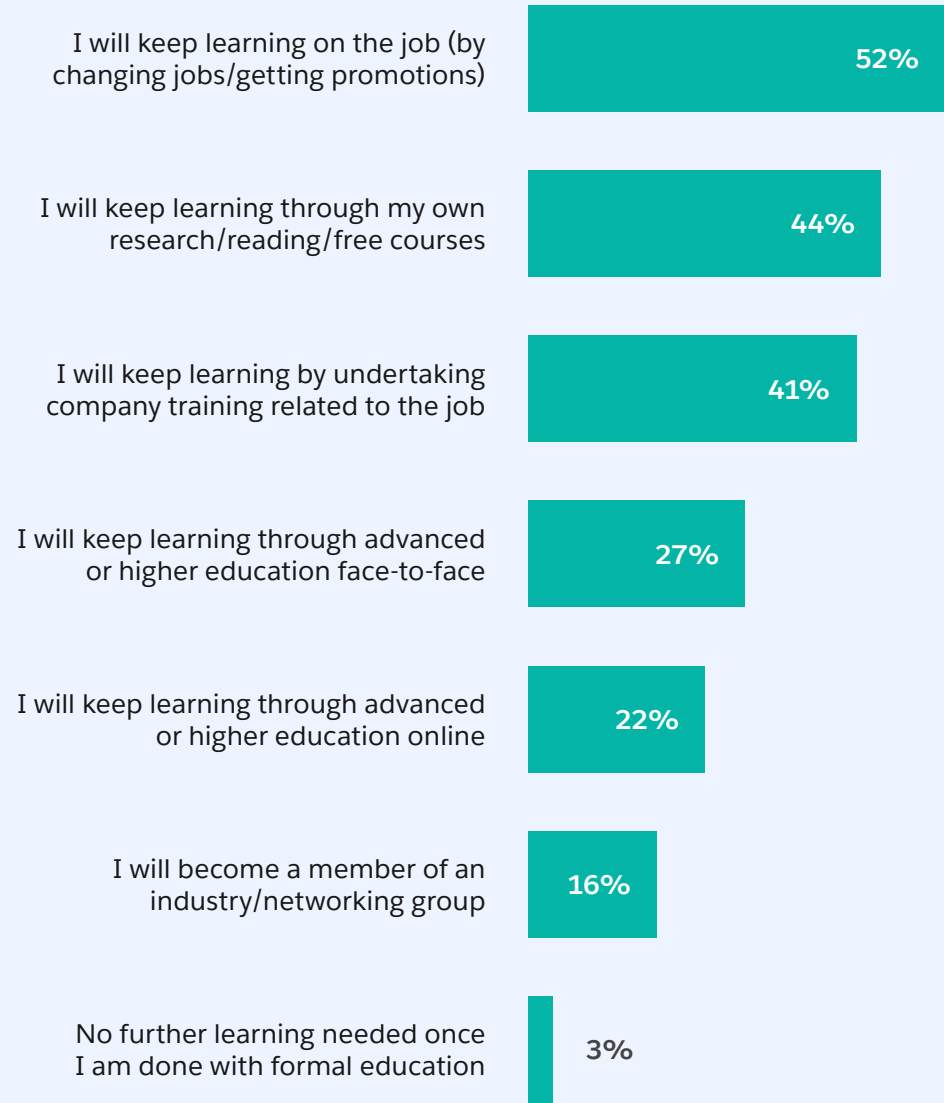 I will keep learning on the job (by
changing jobs/getting promotions)
52%
I will keep learning through my own
research/reading/free courses
44%
I will keep learning by undertaking
company training related to the job
41%
I will keep learning through advanced
or higher education face-to-face
27%
I will keep learning through advanced
or higher education online
22%
I will become a member of an
industry/networking group
16%
No further learning needed once
I am done with formal education
3%